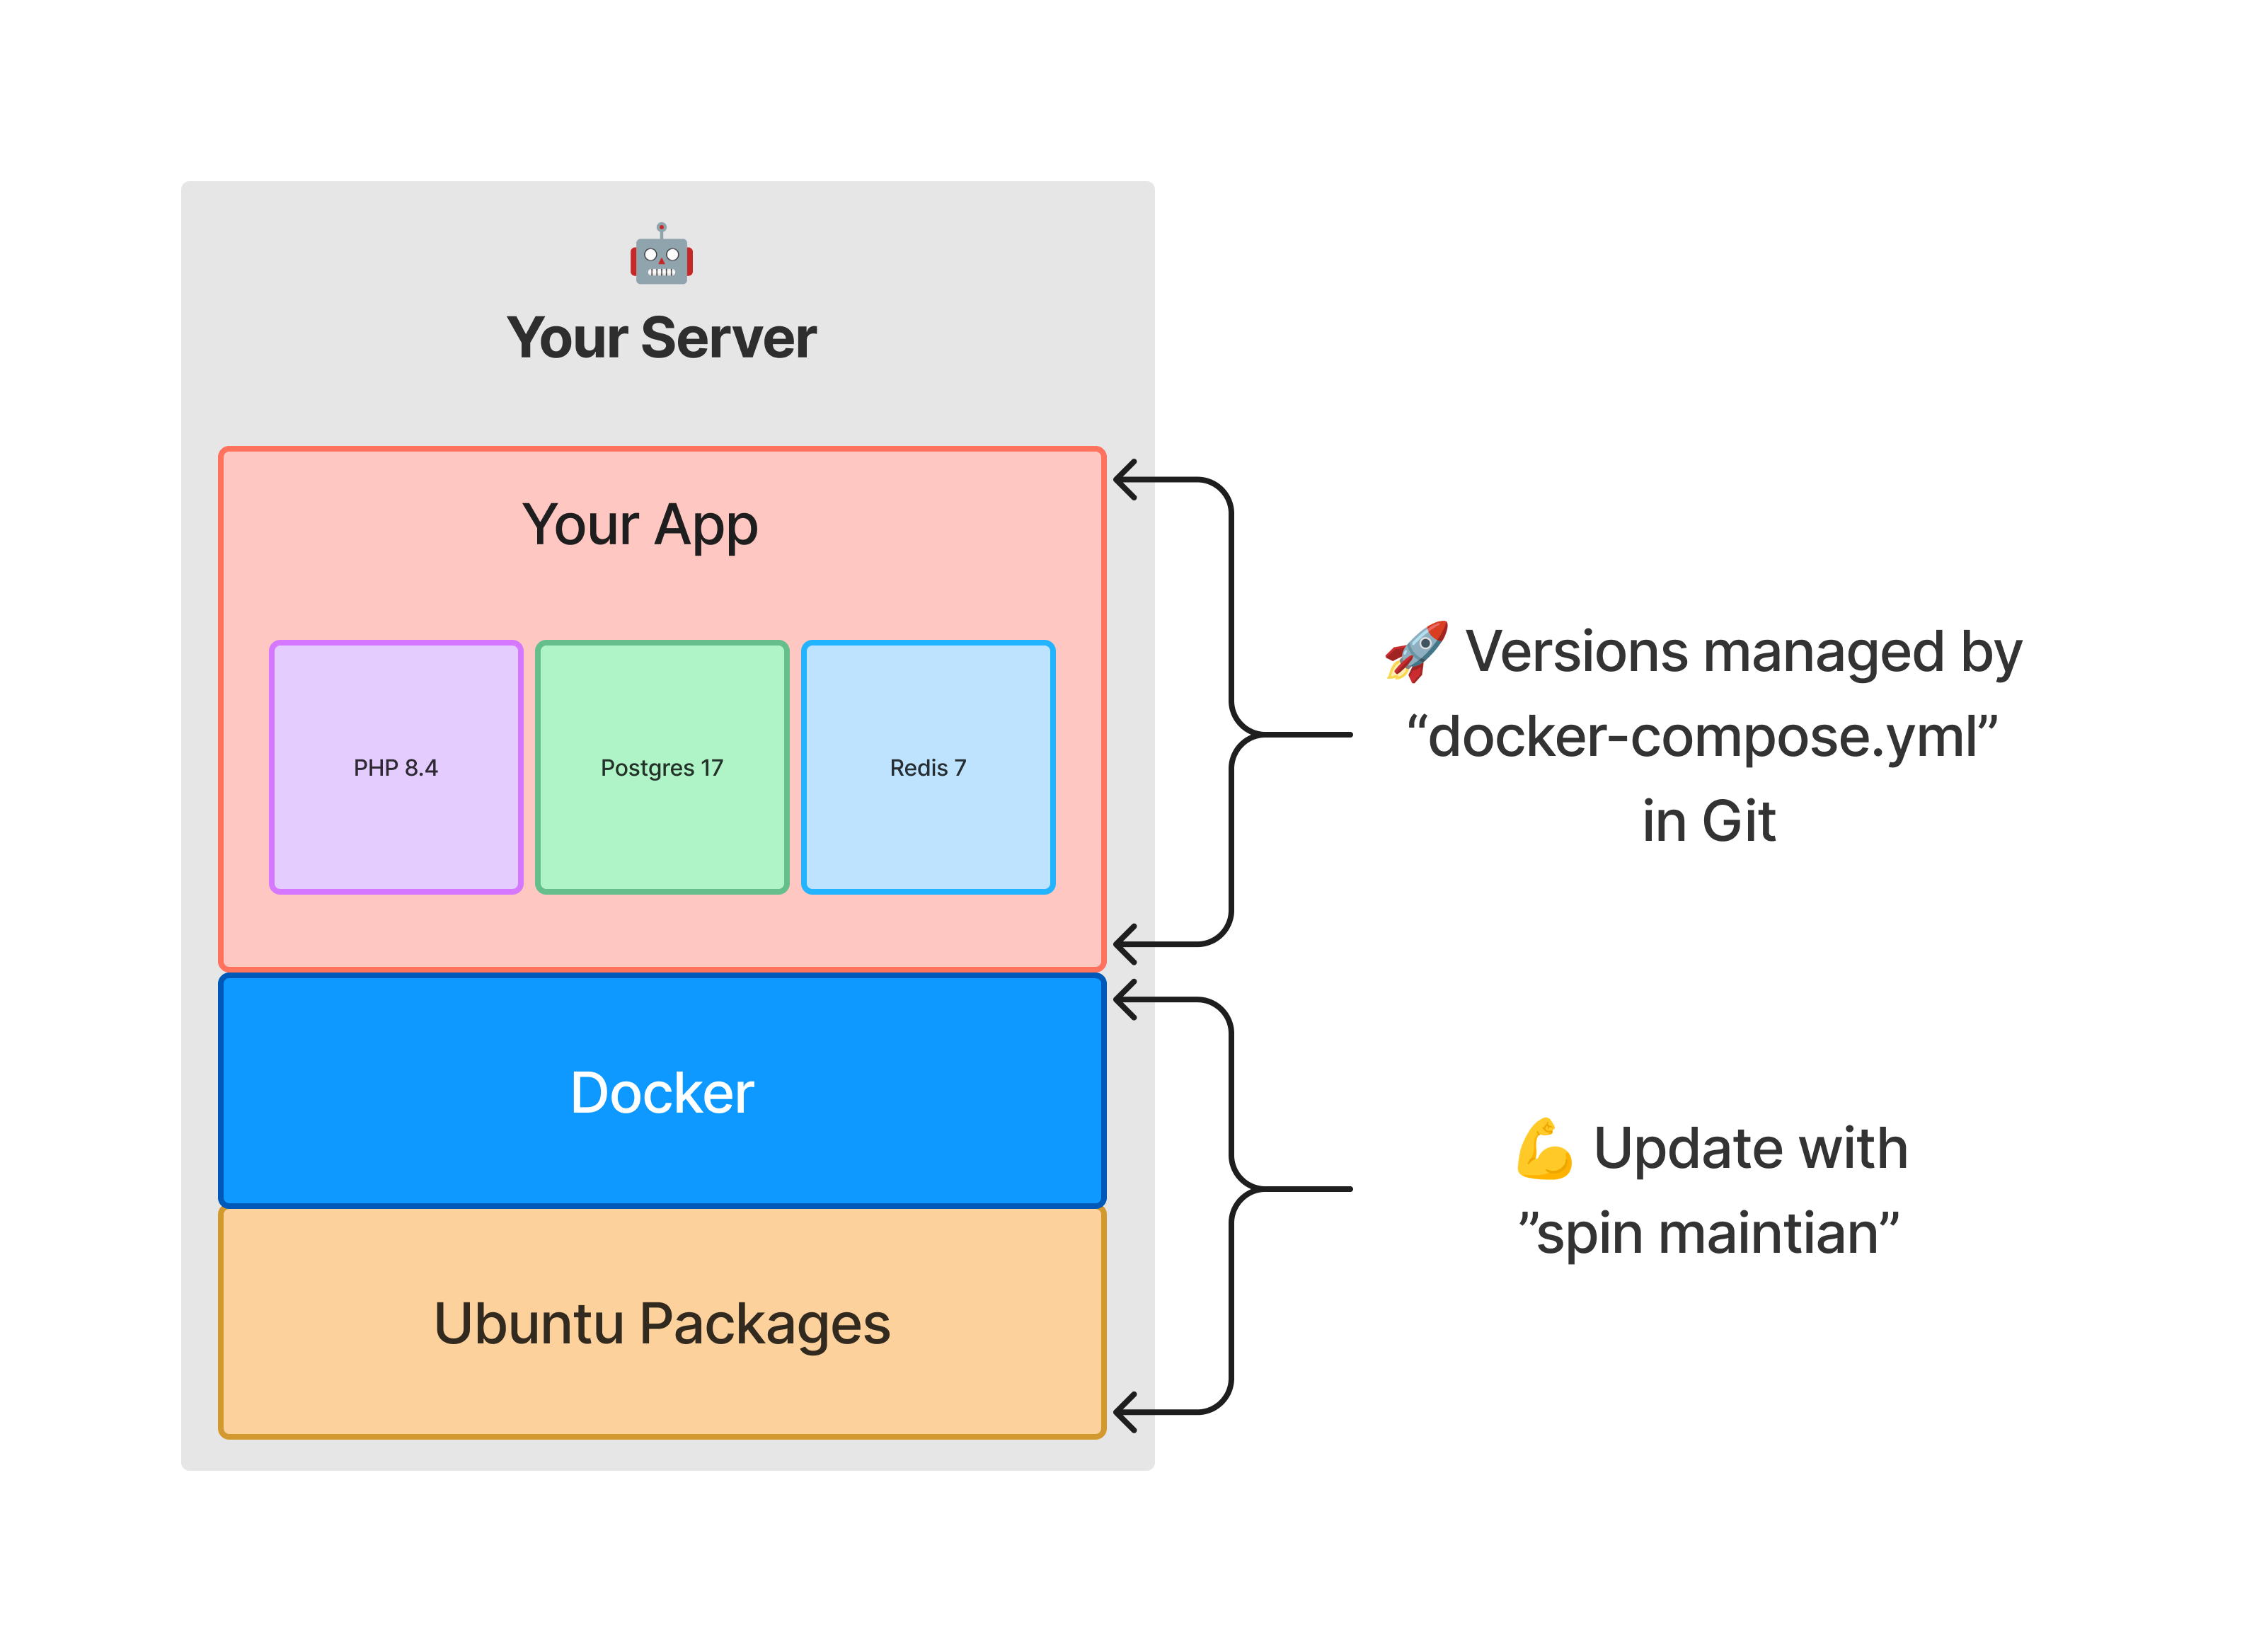 Your Server
Your App
PHP 8.4
Postgres 17
Redis 7
Docker
Ubuntu Packages
🚀 Versions managed by
“docker-compose.yml”
in Git
💪 Update with
”spin maintian”